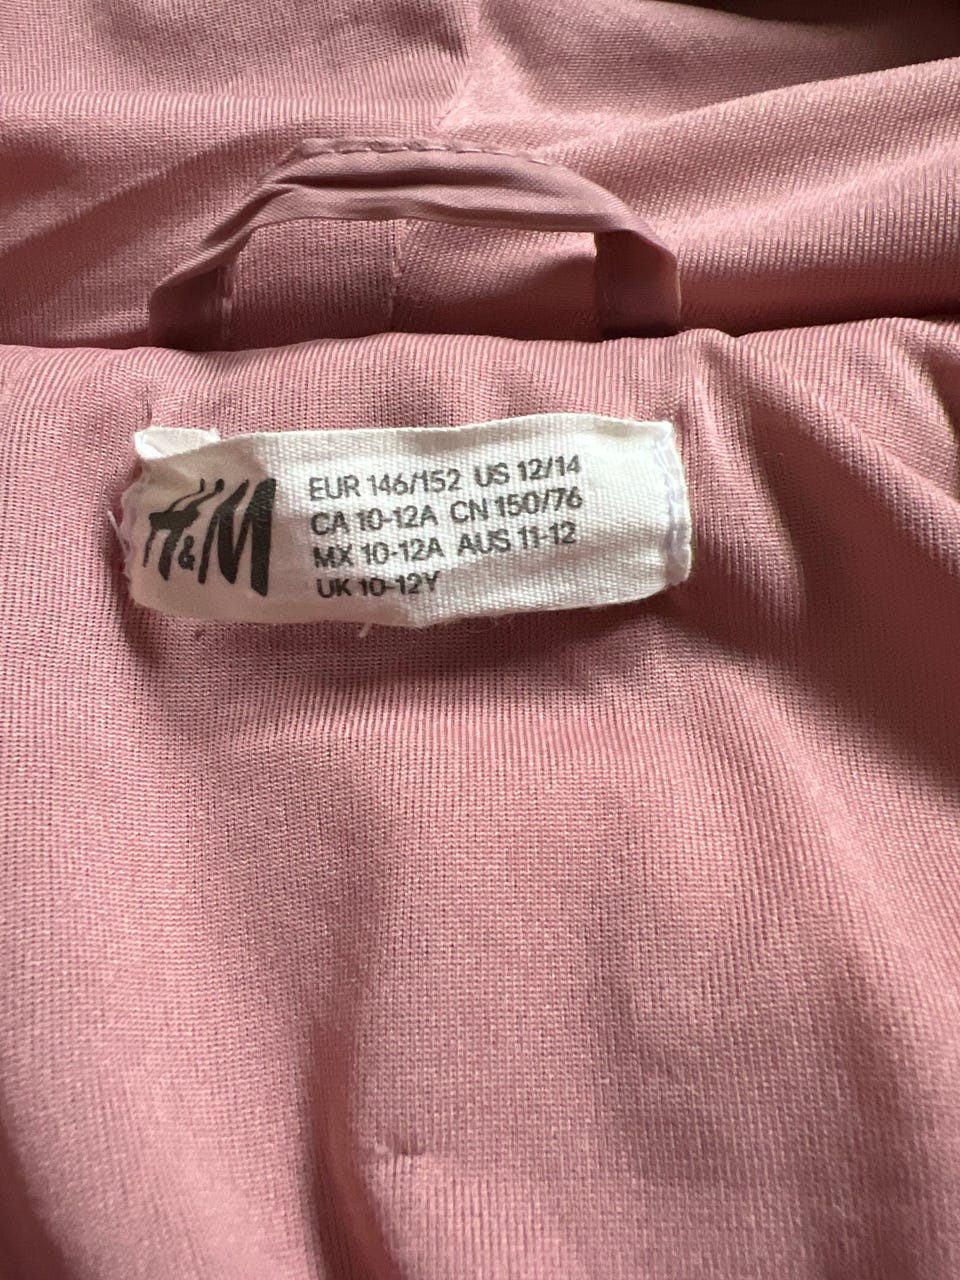 H&M
EUR 146/152 US 12/14
CA 10-12A CN 150/76
MX 10-12A AUS 11-12
UK 10-12Y